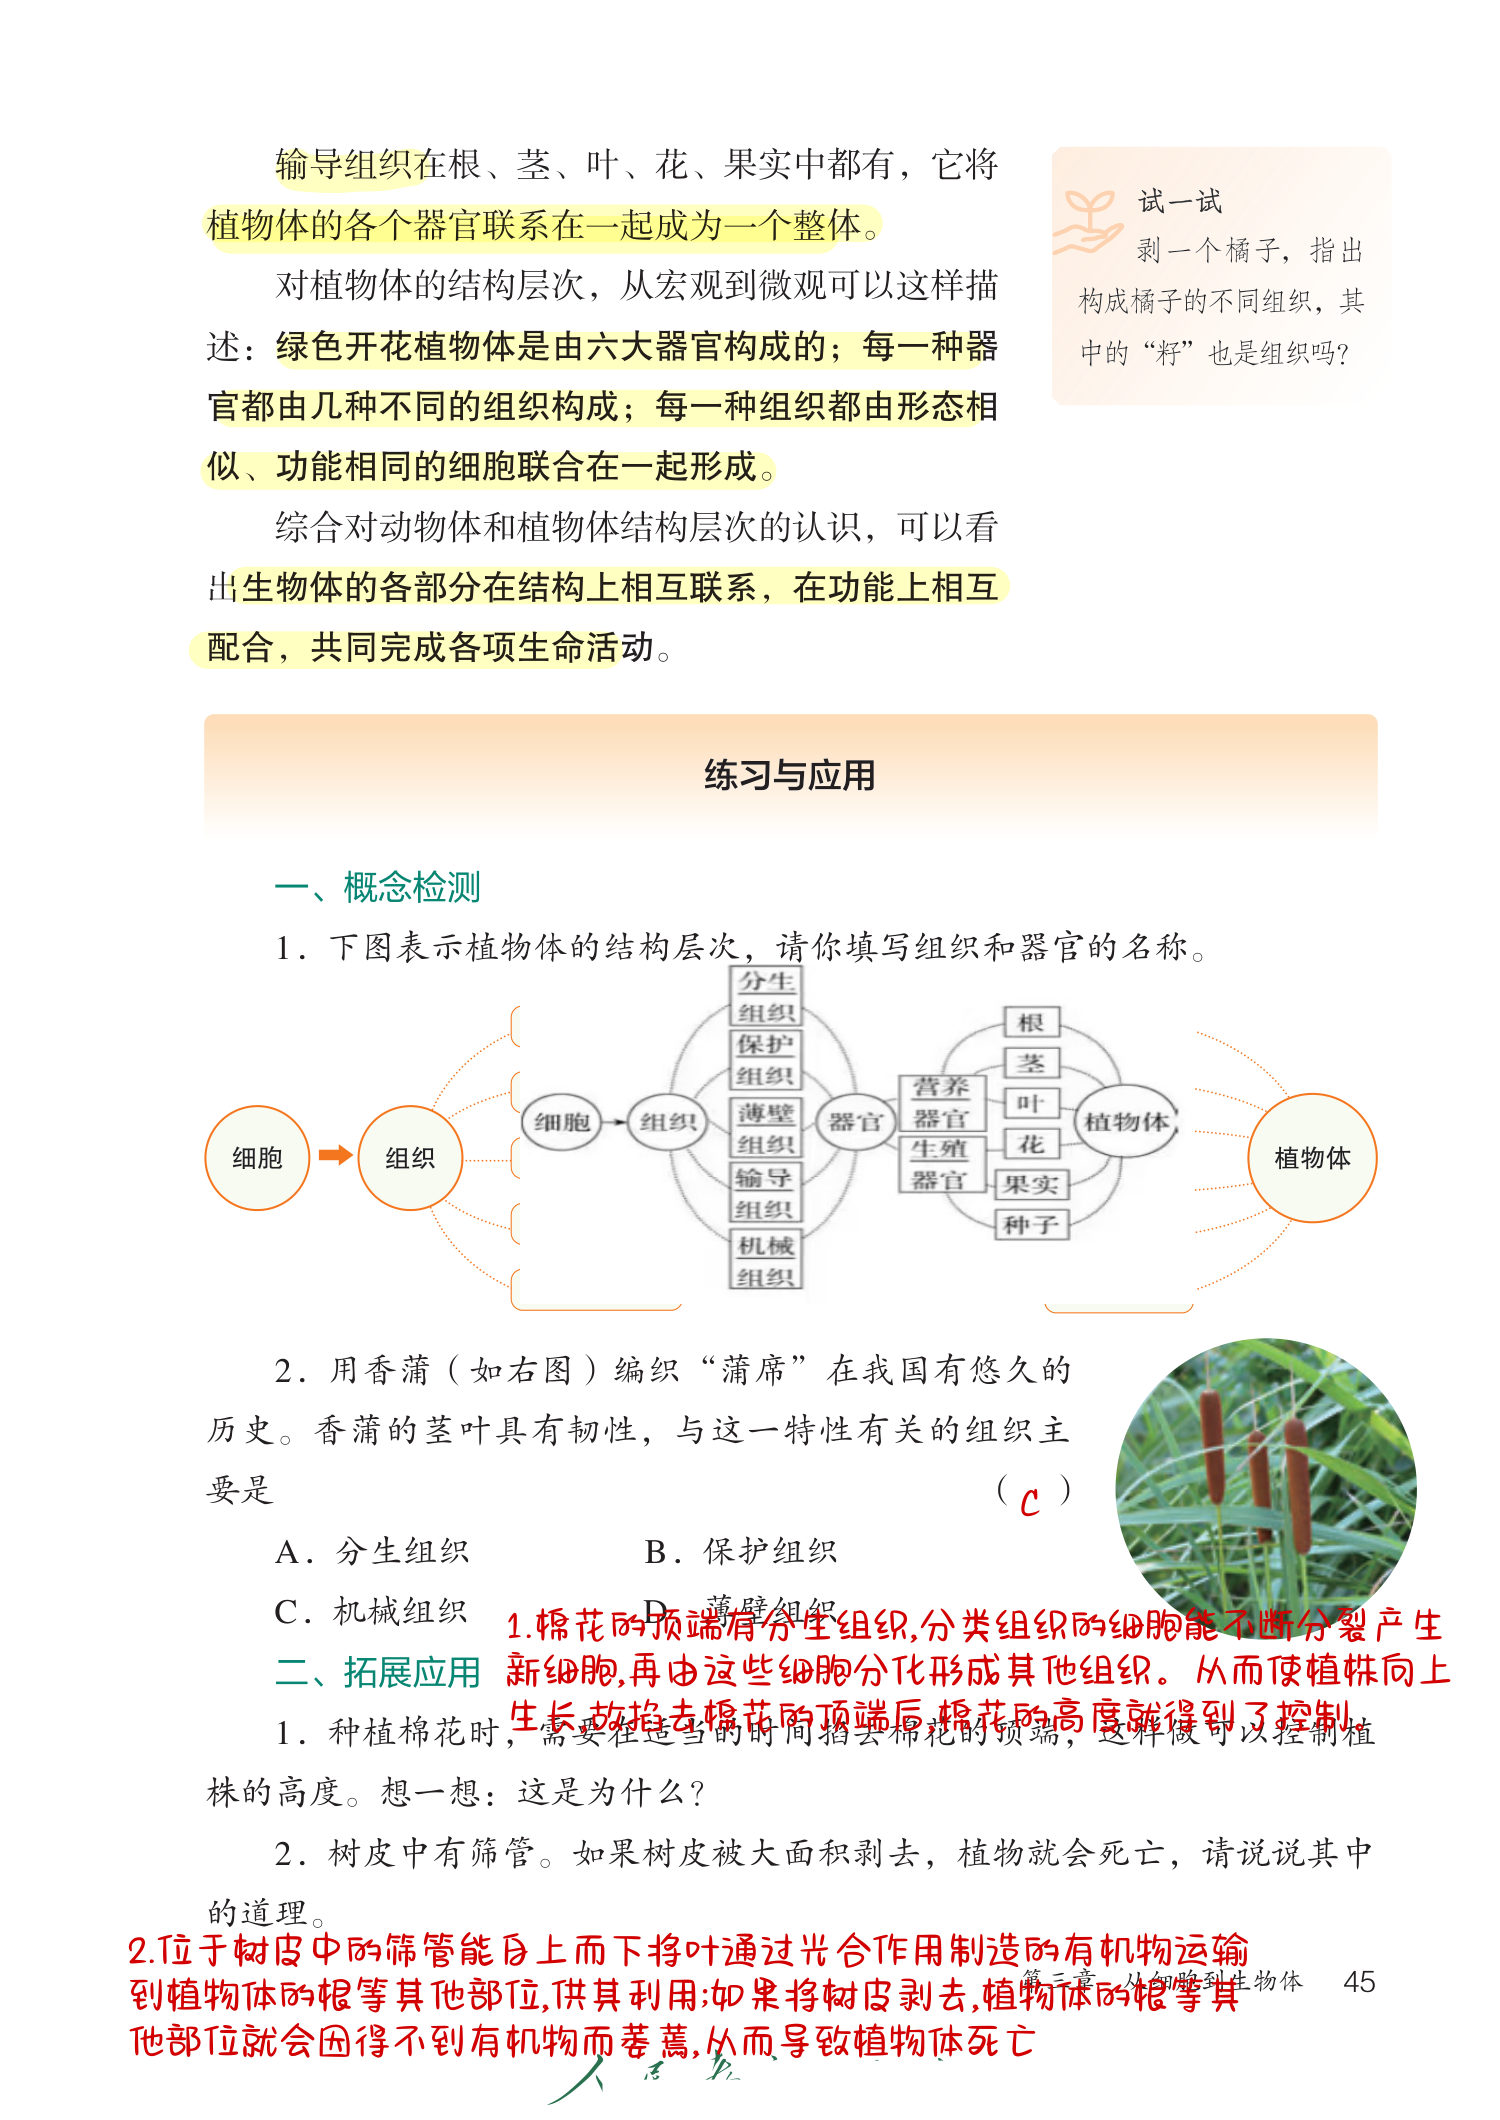 输导组织在根、茎、叶、花、果实中都有，它将
植物体的各个器官联系在一起成为一个整体。
对植物体的结构层次，从宏观到微观可以这样描
述：绿色开花植物体是由六大器官构成的；每一种器
官都由几种不同的组织构成；每一种组织都由形态相
似、功能相同的细胞联合在一起形成。
综合对动物体和植物体结构层次的认识，可以看
出生物体的各部分在结构上相互联系，在功能上相互
配合，共同完成各项生命活动。
试一试
剥一个橘子，指出
构成橘子的不同组织，其
中的“籽”也是组织吗？
练习与应用
一、概念检测
1. 下图表示植物体的结构层次，请你填写组织和器官的名称。
细胞
组织
细胞
组织
分生
组织
保护
组织
薄壁
组织
输导
组织
机械
组织
器官
营养
器官
生殖
器官
根
茎
叶
花
果实
种子
植物体
植物体
2. 用香蒲（如右图）编织“蒲席”在我国有悠久的
历史。香蒲的茎叶具有韧性，与这一特性有关的组织主
要是（C）
A. 分生组织 B. 保护组织
C. 机械组织 D. 薄壁组织
1.棉花的顶端有分生组织,分类组织的细胞能不断分裂产生
新细胞,再由这些细胞分化形成其他组织。从而使植株向上
生长,故掐去棉花的顶端后,棉花的高度就得到了控制。
二、拓展应用
1. 种植棉花时，需要在适当的时间掐去棉花的顶端，这样做可以控制植
株的高度。想一想：这是为什么？
2. 树皮中有筛管。如果树皮被大面积剥去，植物就会死亡，请说说其中
的道理。
2.位于树皮中的筛管能自上而下将叶通过光合作用制造的有机物运输
到植物体的根等其他部位,供其利用;如果将树皮剥去,植物体的根等其
他部位就会因得不到有机物而萎蔫,从而导致植物体死亡
第三章 从细胞到生物体 45